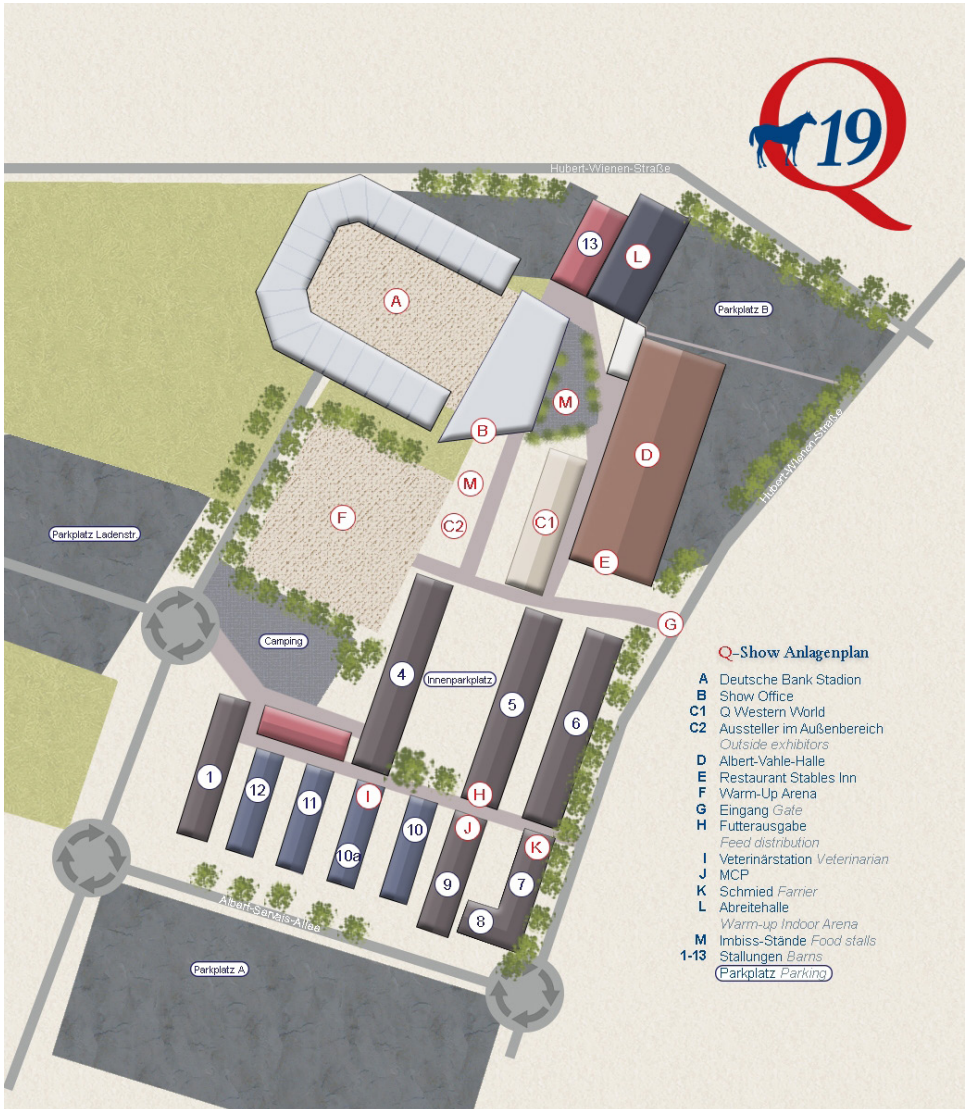 19
Hubert-Wienen-Straße
13
L
A
Parkplatz B
M
B
D
Hubert-Wienen-Straße
M
C1
F
C2
Parkplatz Ladenstr.
E
G
Camping
4
Innenparkplatz
5
6
1
12
11
I
H
10
J
10a
K
9
7
8
Albert-Servais-Allee
Parkplatz A
Q-Show Anlagenplan
A Deutsche Bank Stadion
B Show Office
C1 Q Western World
C2 Aussteller im Außenbereich
Outside exhibitors
D Albert-Vahle-Halle
E Restaurant Stables Inn
F Warm-Up Arena
G Eingang Gate
H Futterausgabe
Feed distribution
I Veterinärstation Veterinarian
J MCP
K Schmied Farrier
L Abreitehalle
Warm-up Indoor Arena
M Imbiss-Stände Food stalls
1-13 Stallungen Barns
Parkplatz Parking